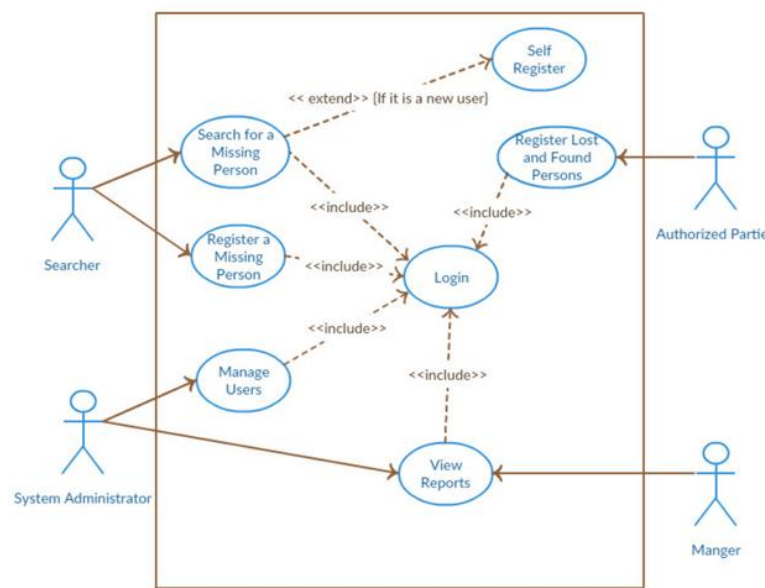 Self
Register
<< extend>> {If it is a new user}
Search for a
Missing
Person
Register Lost
and Found
Persons
<<include>>
<<include>>
Searcher
Authorized Partie
Register a
Missing
Person
<<include>>
Login
<<include>>
Manage
Users
<<include>>
View
Reports
System Administrator
Manger